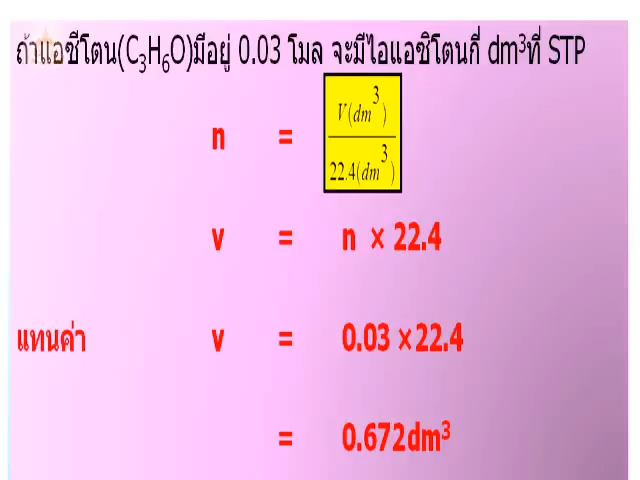 ถ้าแอซีโตน(C₃H₆O)มีอยู่ 0.03 โมล จะมีไอแอซิโตนกี่ dm³ที่ STP
n = V(dm³) / 22.4(dm³)
v = n × 22.4
แทนค่า v = 0.03 ×22.4
= 0.672dm³